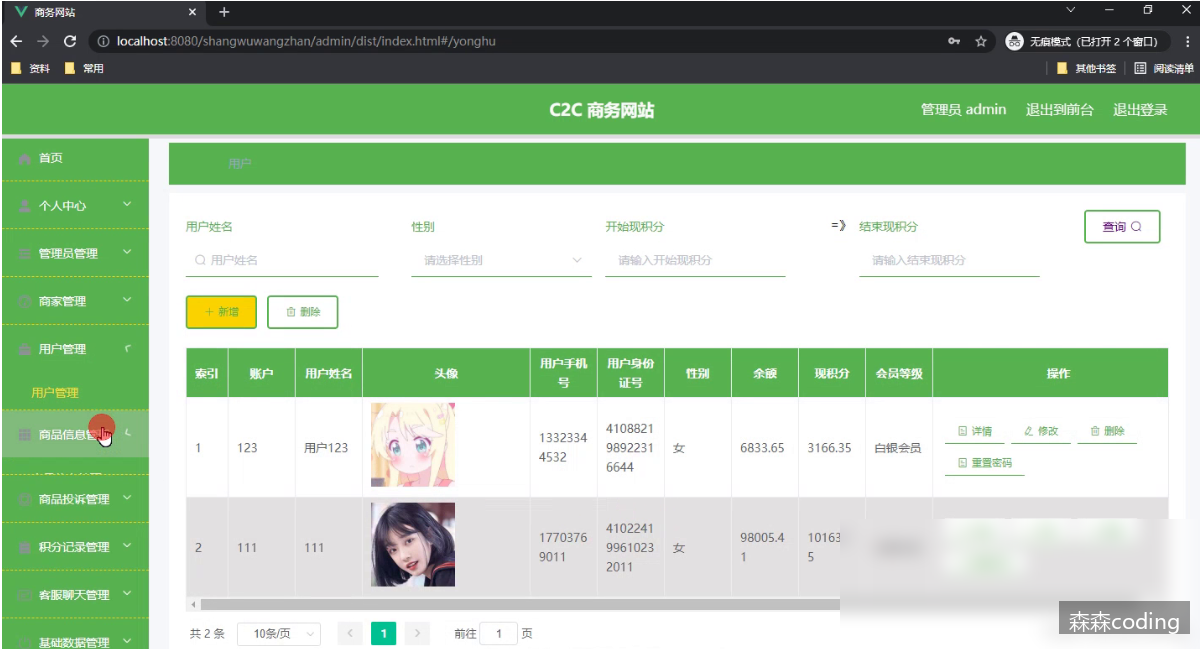 商务网站
localhost:8080/shangwuwangzhan/admin/dist/index.html#/yonghu
无痕模式（已打开 2 个窗口）
资料 常用 其他书签 阅读清单
C2C 商务网站
管理员 admin 退出到前台 退出登录
首页
个人中心
管理员管理
商家管理
用户管理
用户管理
商品信息管
商品投诉管理
积分记录管理
客服聊天管理
基础数据管理
用户
用户姓名 性别 开始现积分 =》 结束现积分
用户姓名 请选择性别 请输入开始现积分 请输入结束现积分
查询
+ 新增 删除
索引 账户 用户姓名 头像 用户手机号 用户身份证号 性别 余额 现积分 会员等级 操作
1 123 用户123 13323344532 410882198922316644 女 6833.65 3166.35 白银会员
详情 修改 删除
重置密码
2 111 111 17703769011 410224199610232011 女 98005.41 101635
共 2 条 10条/页 1 前往 1 页
森森coding